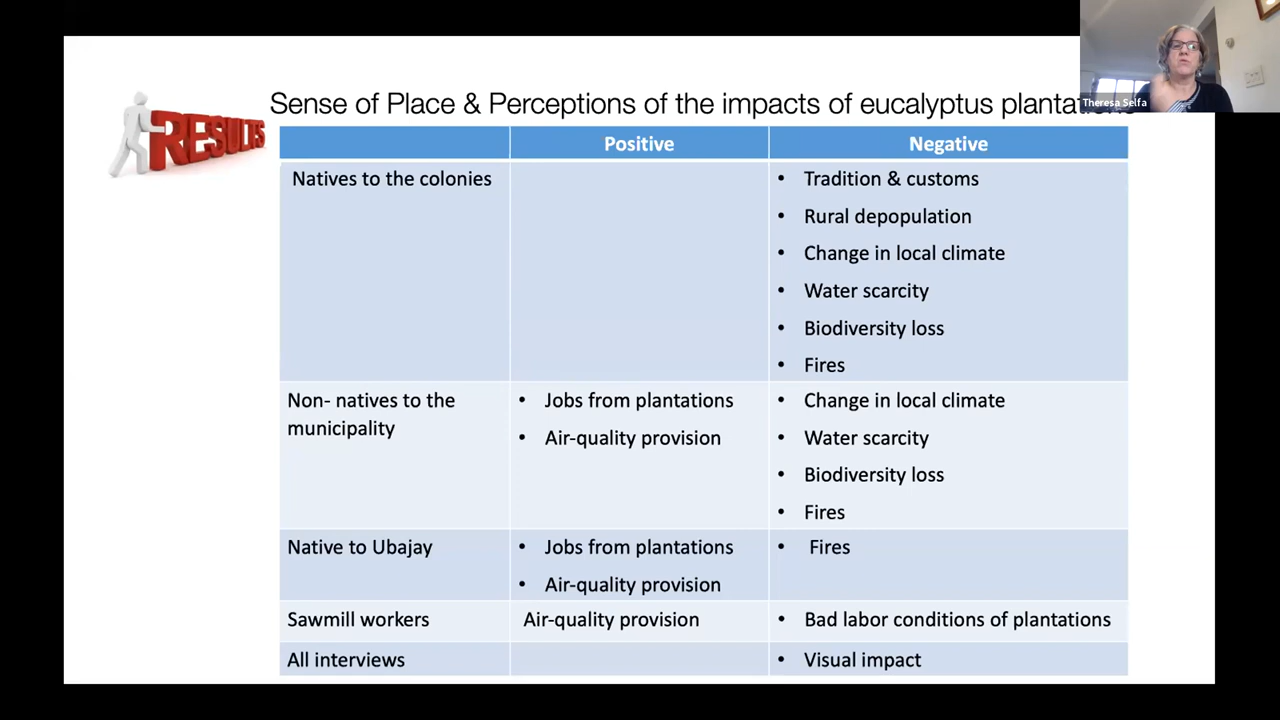 Theresa Selfa
RESULTS
Sense of Place & Perceptions of the impacts of eucalyptus
Positive
Negative
Natives to the colonies
• Tradition & customs
• Rural depopulation
• Change in local climate
• Water scarcity
• Biodiversity loss
• Fires
Non- natives to the
municipality
• Jobs from plantations
• Air-quality provision
• Change in local climate
• Water scarcity
• Biodiversity loss
• Fires
Native to Ubajay
• Jobs from plantations
• Air-quality provision
• Fires
Sawmill workers
Air-quality provision
• Bad labor conditions of plantations
All interviews
• Visual impact